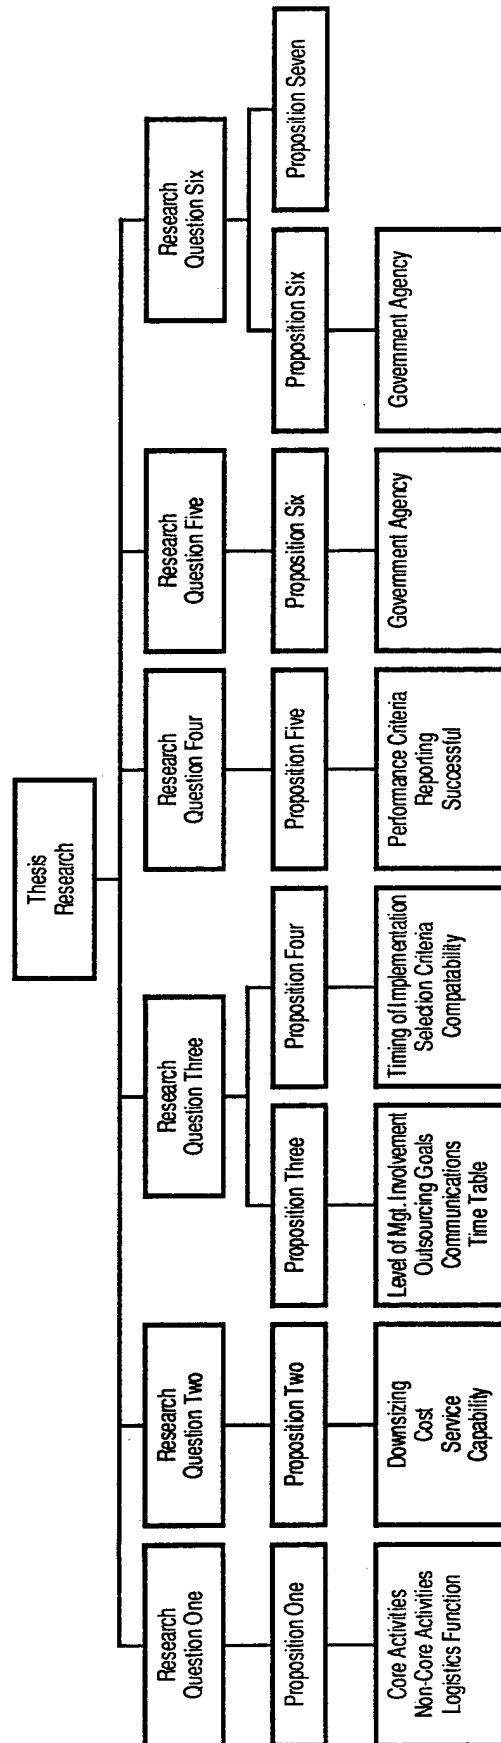 Thesis
Research
Research
Question One
Research
Question Two
Research
Question Three
Research
Question Four
Research
Question Five
Research
Question Six
Proposition One
Proposition Two
Proposition Three
Proposition Four
Proposition Five
Proposition Six
Proposition Six
Proposition Seven
Core Activities
Non-Core Activities
Logistics Function
Downsizing
Cost
Service
Capability
Level of Mgt. Involvement
Outsourcing Goals
Communications
Time Table
Timing of Implementation
Selection Criteria
Compatability
Performance Criteria
Reporting
Successful
Government Agency
Government Agency